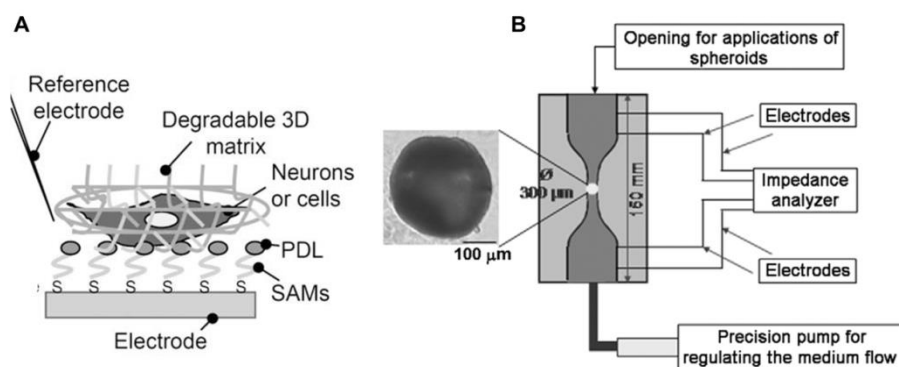 A
Reference
electrode
Degradable 3D
matrix
Neurons
or cells
PDL
SAMs
S S S S S S
Electrode
B
Opening for applications of
spheroids
Electrodes
Ø
300 µm
160 mm
Impedance
analyzer
100 µm
Electrodes
Precision pump for
regulating the medium flow